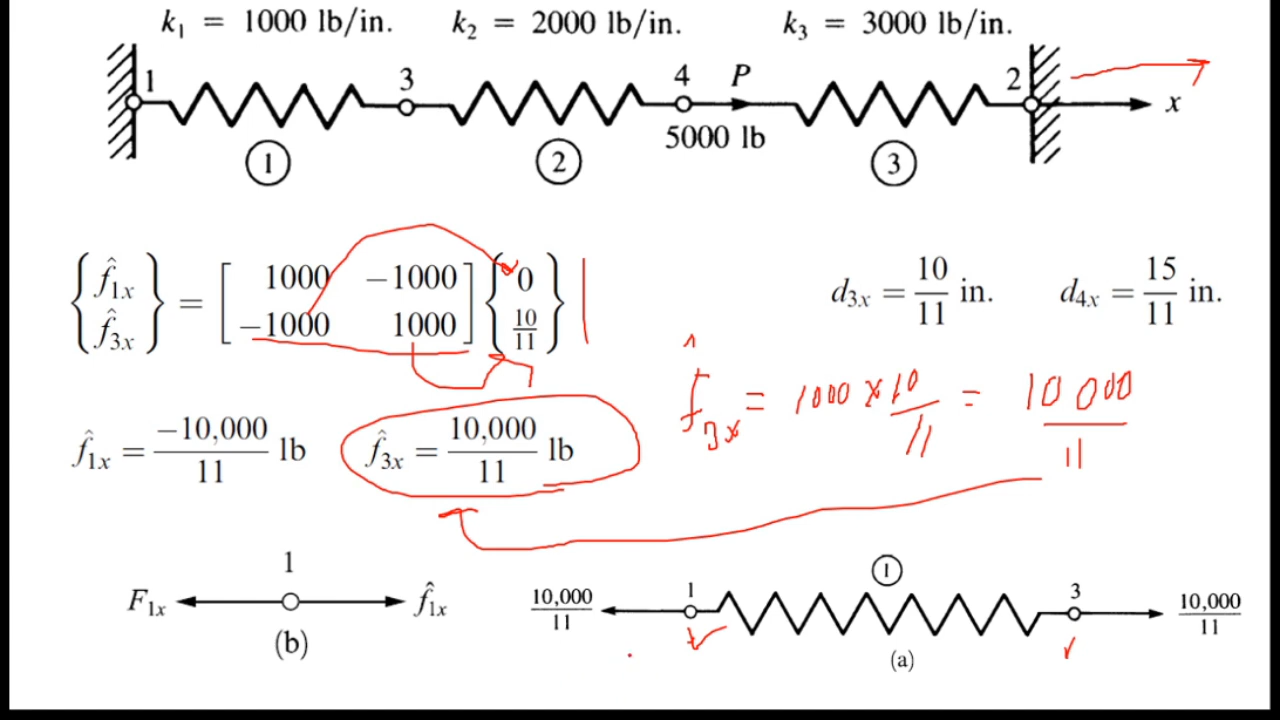 k₁ = 1000 lb/in. k₂ = 2000 lb/in. k₃ = 3000 lb/in.
1 3 4 P 2
x
5000 lb
① ② ③
{f̂₁ₓ f̂₃ₓ} = [1000 −1000 −1000 1000] {0 10/11}
d₃ₓ = 10/11 in. d₄ₓ = 15/11 in.
f̂₃ₓ = 1000 × 10/11 = 10 000/11
f̂₁ₓ = −10,000/11 lb f̂₃ₓ = 10,000/11 lb
1 ①
F₁ₓ f̂₁ₓ 10,000/11 1 3 10,000/11
(b) (a)